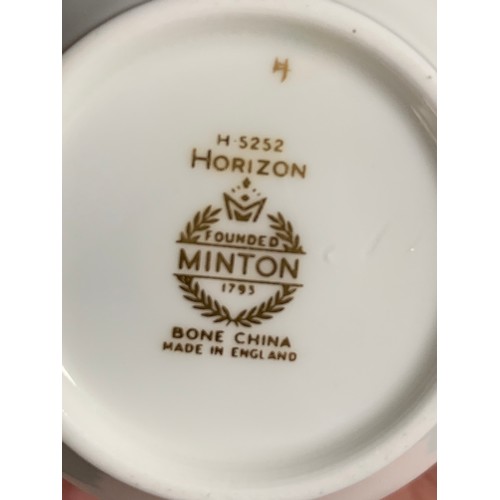 H·5252
HORIZON
FOUNDED
MINTON
1793
BONE CHINA
MADE IN ENGLAND